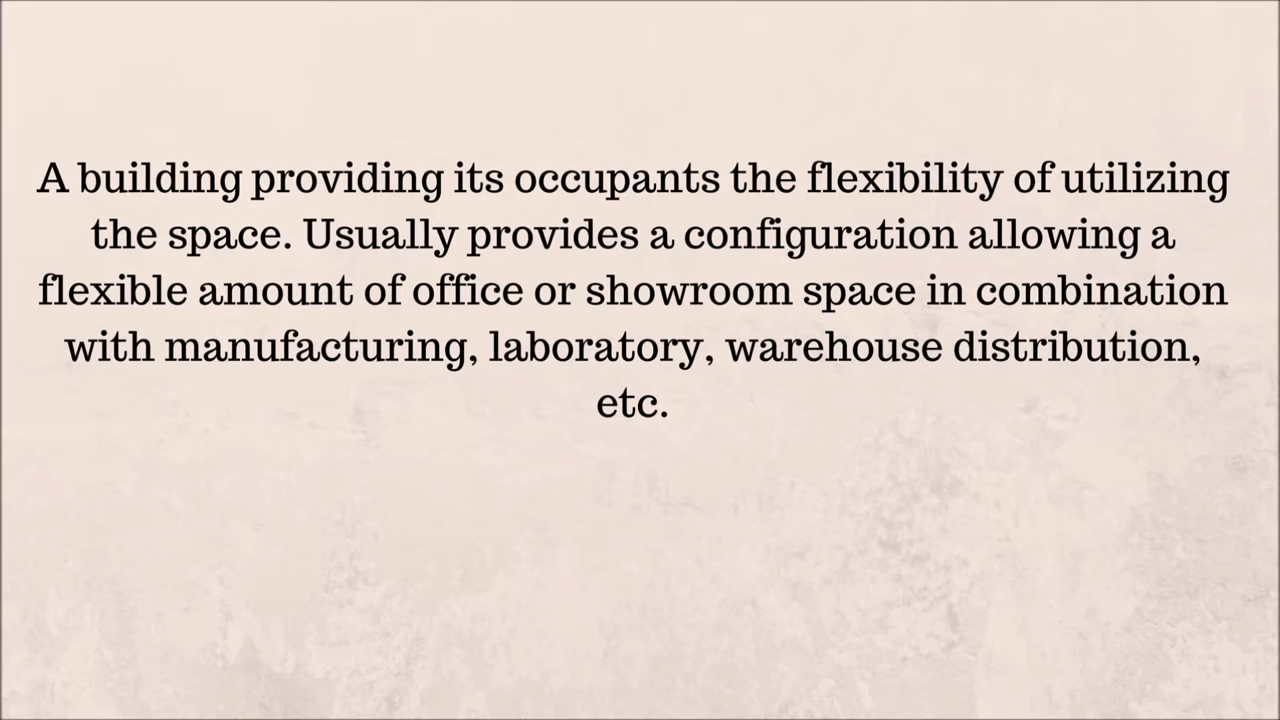 A building providing its occupants the flexibility of utilizing
the space. Usually provides a configuration allowing a
flexible amount of office or showroom space in combination
with manufacturing, laboratory, warehouse distribution,
etc.